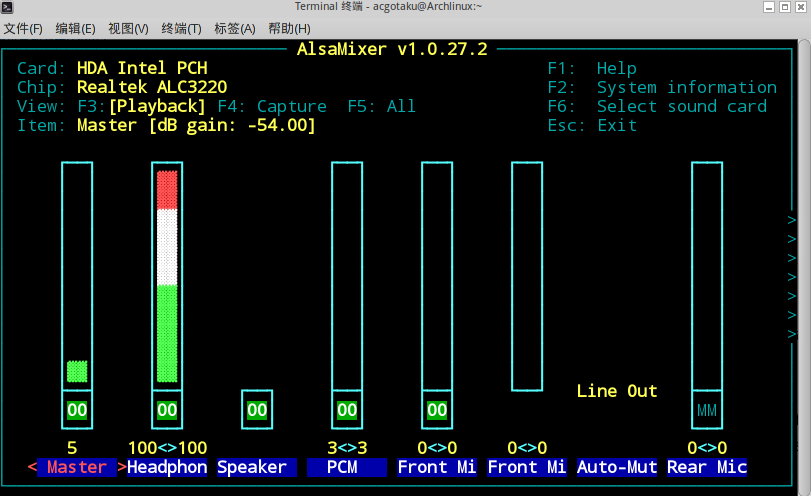 Terminal 终端 - acgotaku@Archlinux:~
文件(F) 编辑(E) 视图(V) 终端(T) 标签(A) 帮助(H)
AlsaMixer v1.0.27.2
Card: HDA Intel PCH F1: Help
Chip: Realtek ALC3220 F2: System information
View: F3:[Playback] F4: Capture F5: All F6: Select sound card
Item: Master [dB gain: -54.00] Esc: Exit
>
>
>
>
>
>
>
Line Out
00 00 00 00 00 MM
5 100<>100 3<>3 0<>0 0<>0 0<>0
< Master >Headphon Speaker PCM Front Mi Front Mi Auto-Mut Rear Mic